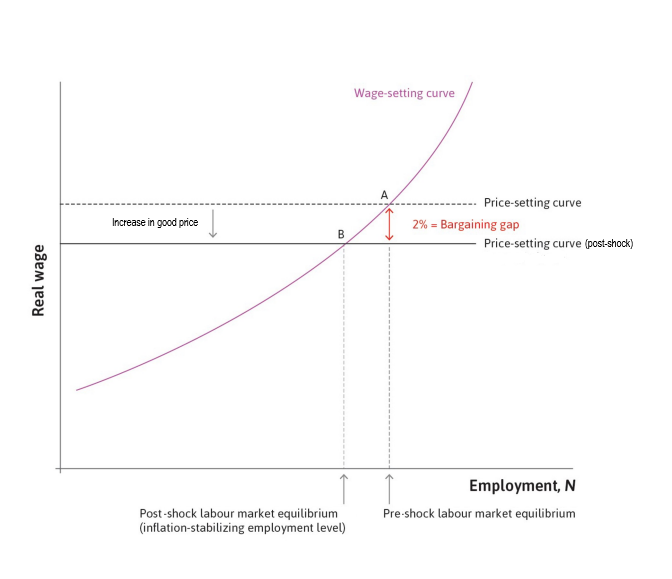 Wage-setting curve
A
Price-setting curve
Increase in good price
2% = Bargaining gap
B
Price-setting curve (post-shock)
Real wage
Employment, N
Post-shock labour market equilibrium
(inflation-stabilizing employment level)
Pre-shock labour market equilibrium